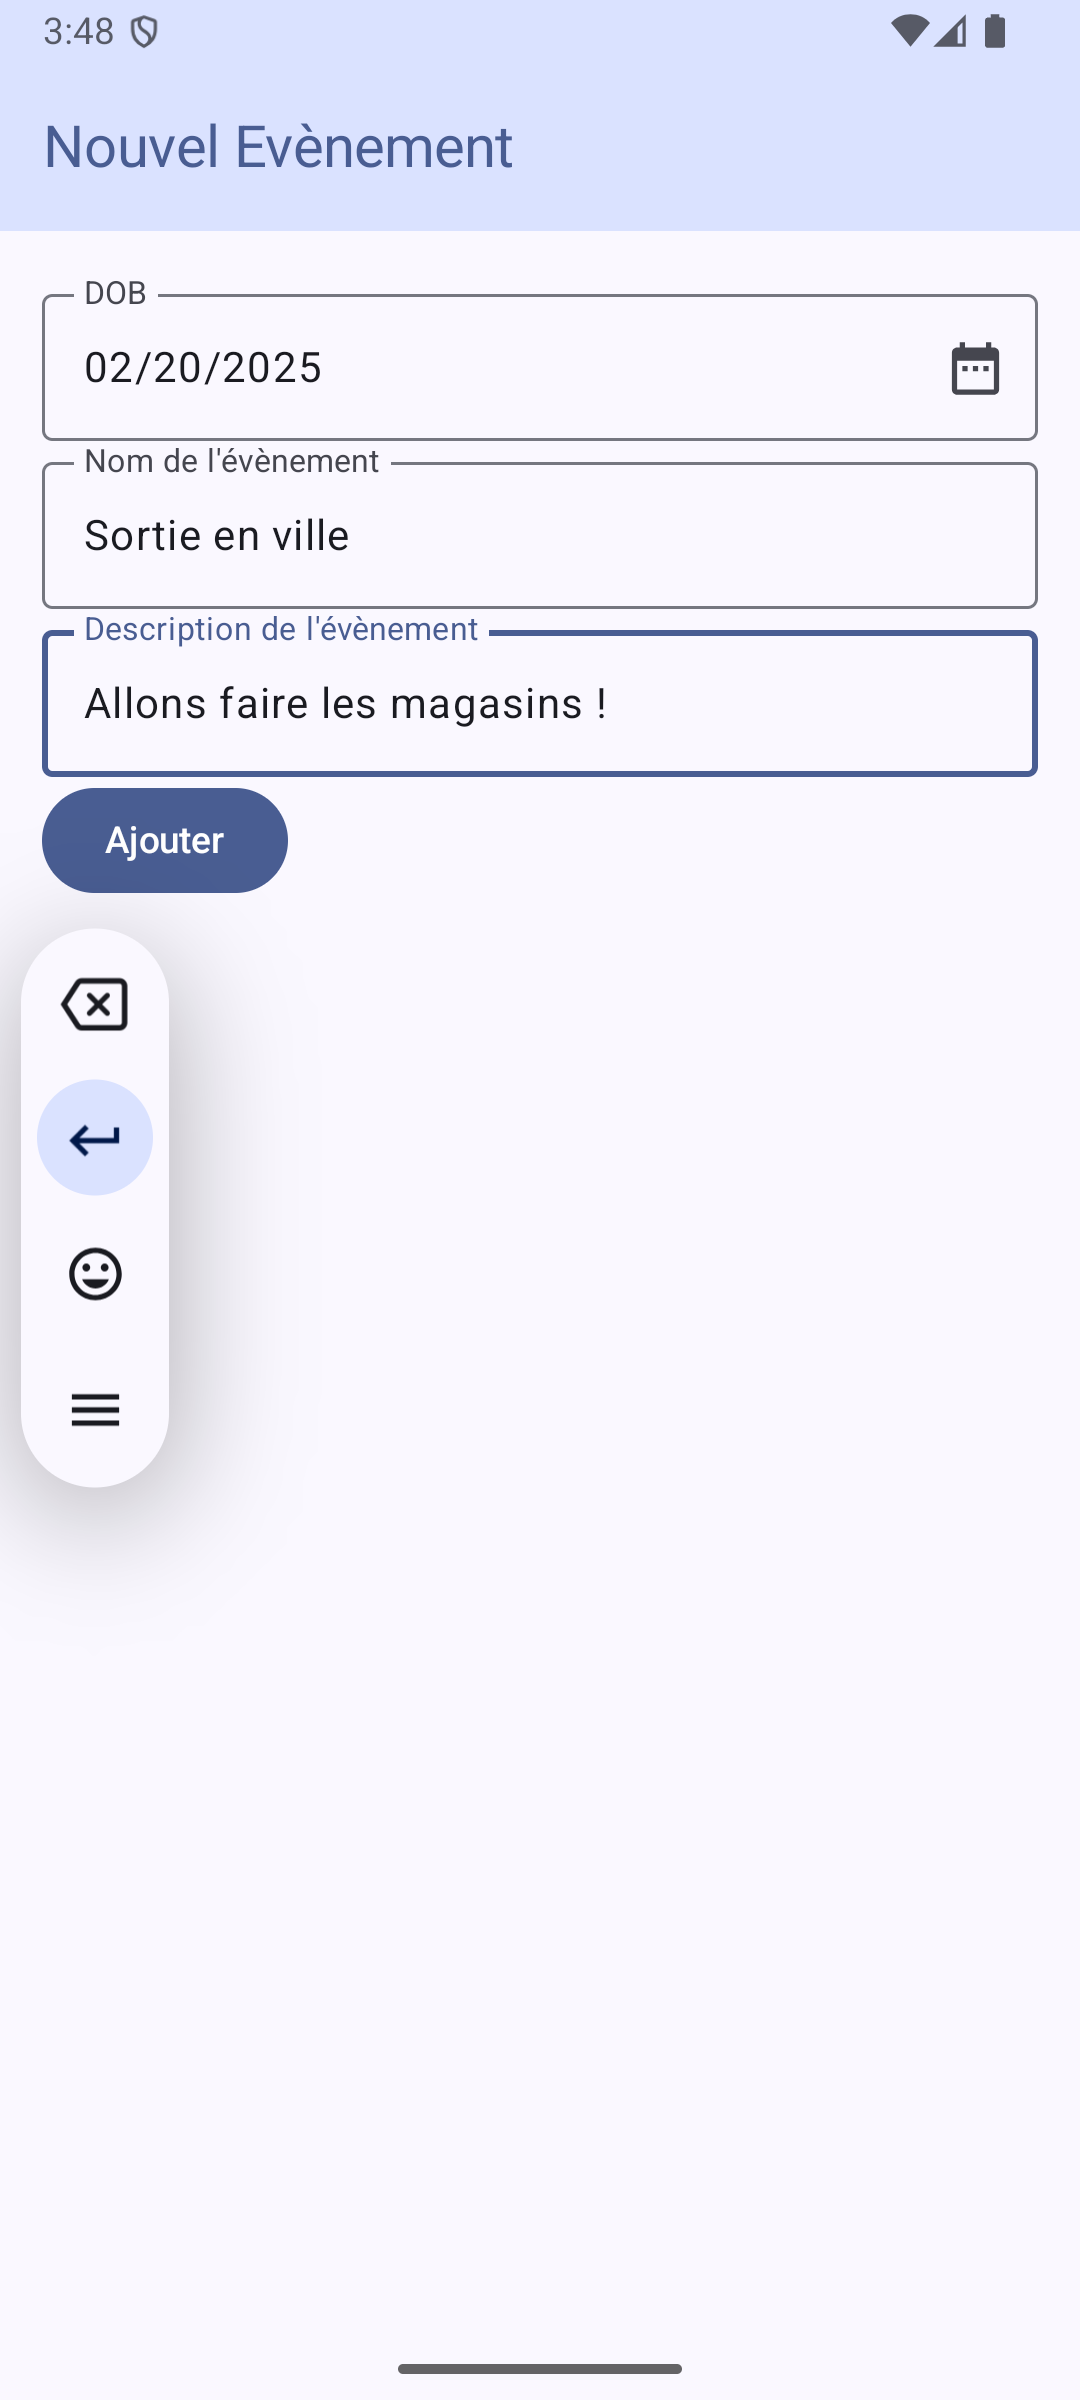 3:48
Nouvel Evènement
DOB
02/20/2025
Nom de l'évènement
Sortie en ville
Description de l'évènement
Allons faire les magasins !
Ajouter